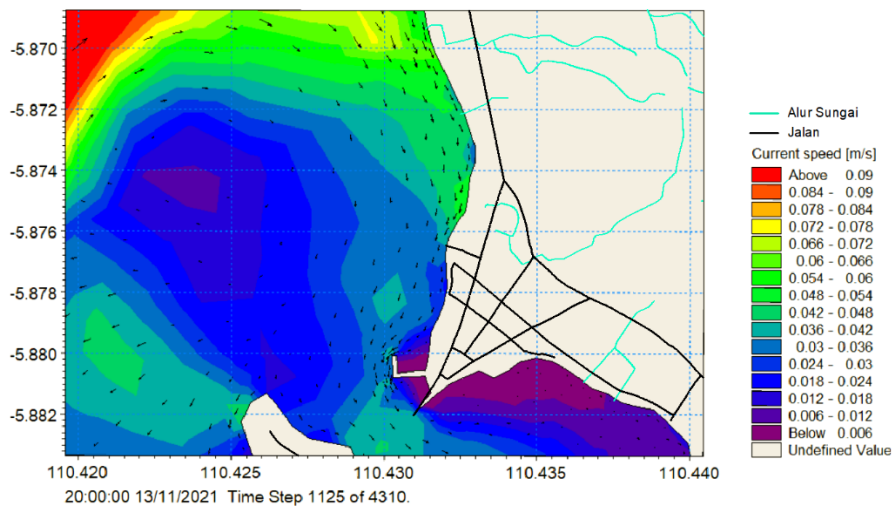 -5.870
-5.872
-5.874
-5.876
-5.878
-5.880
-5.882
110.420 110.425 110.430 110.435 110.440
20:00:00 13/11/2021 Time Step 1125 of 4310.
Alur Sungai
Jalan
Current speed [m/s]
Above 0.09
0.084 - 0.09
0.078 - 0.084
0.072 - 0.078
0.066 - 0.072
0.06 - 0.066
0.054 - 0.06
0.048 - 0.054
0.042 - 0.048
0.036 - 0.042
0.03 - 0.036
0.024 - 0.03
0.018 - 0.024
0.012 - 0.018
0.006 - 0.012
Below 0.006
Undefined Value